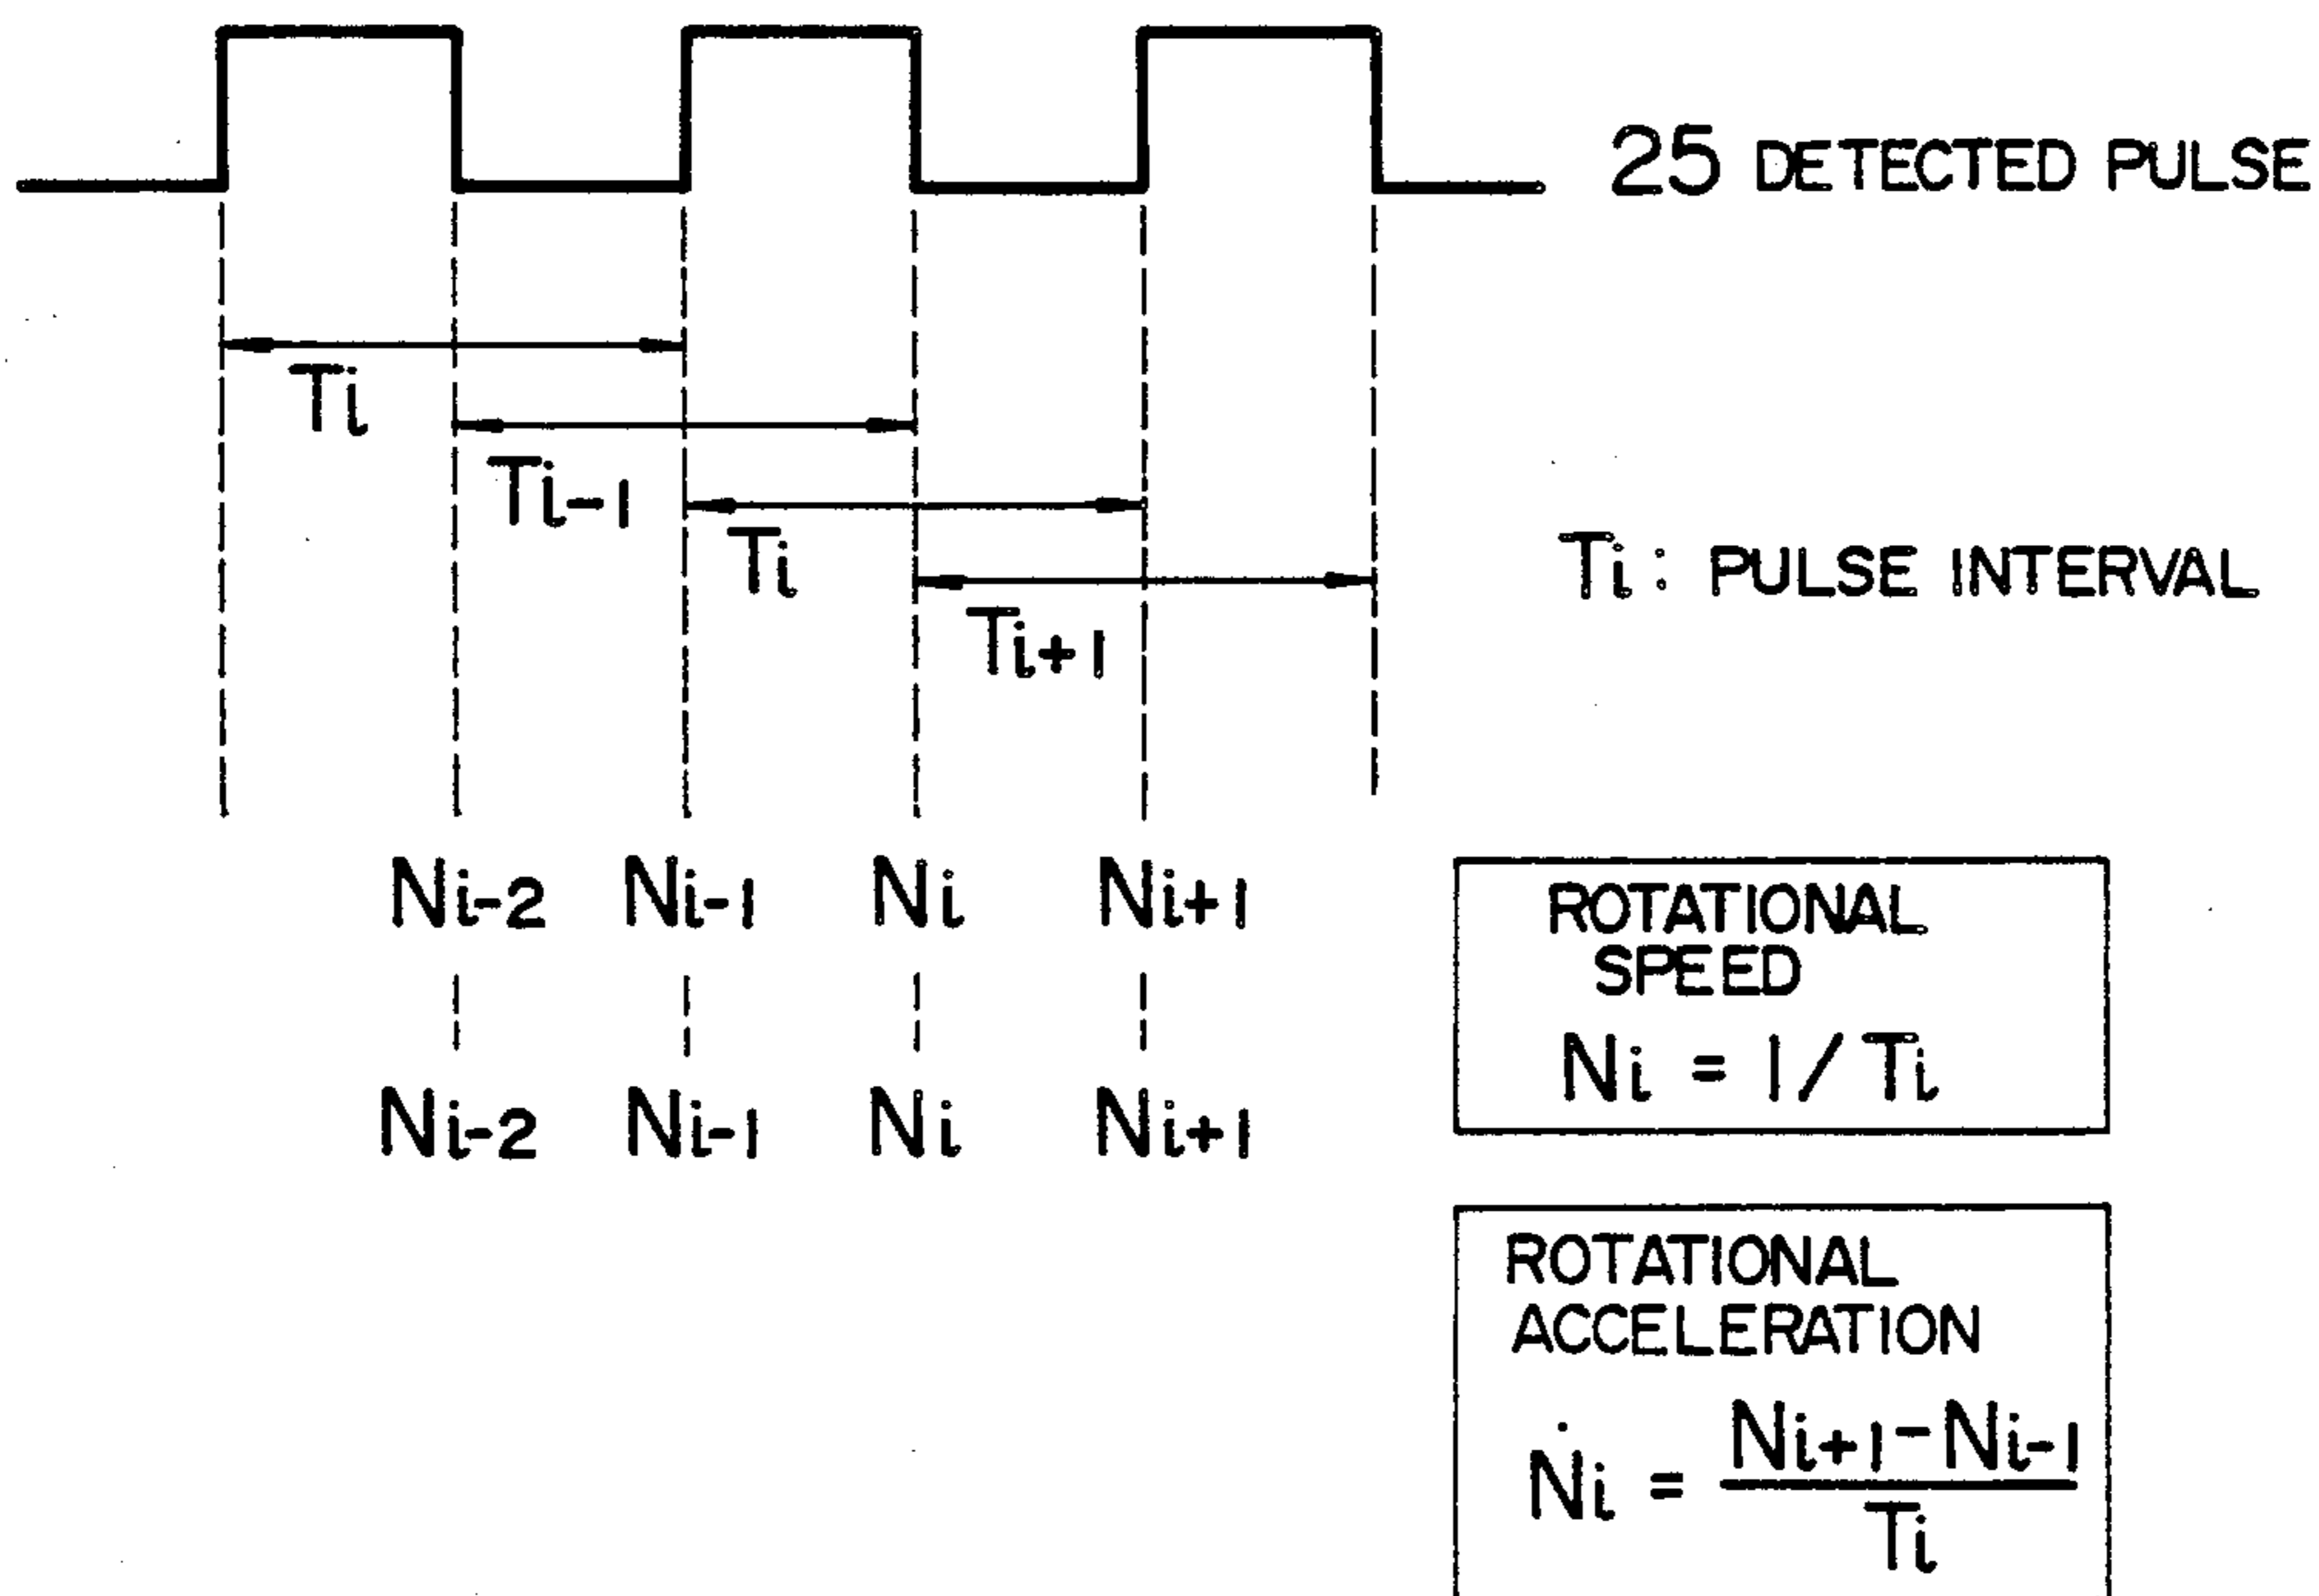 25 DETECTED PULSE
Ti
Ti-1
Ti
Ti+1
Ti : PULSE INTERVAL
Ni-2 Ni-1 Ni Ni+1
Ni-2 Ni-1 Ni Ni+1
ROTATIONAL
SPEED
Ni = 1/Ti
ROTATIONAL
ACCELERATION
Ṅi = Ni+1-Ni-1
Ti